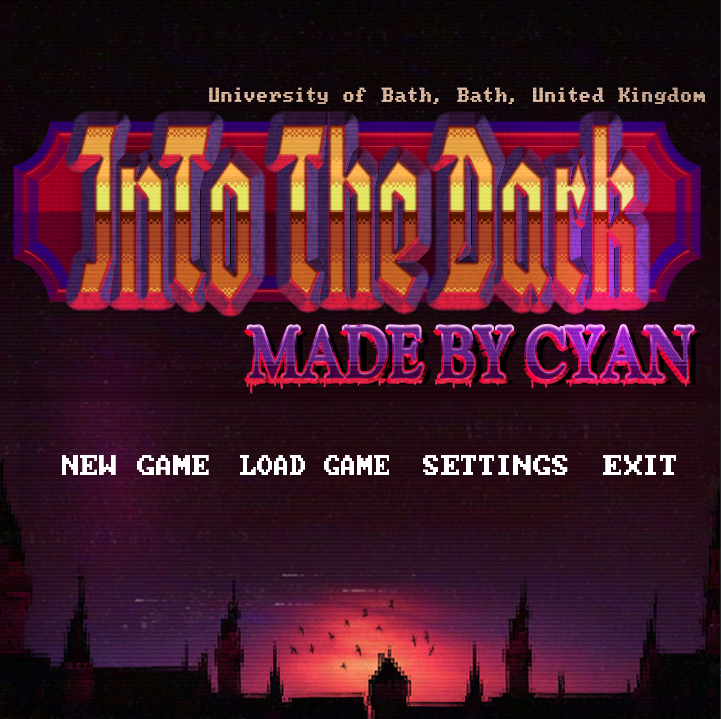 University of Bath, Bath, United Kingdom
Into The Dark
MADE BY CYAN
NEW GAME LOAD GAME SETTINGS EXIT